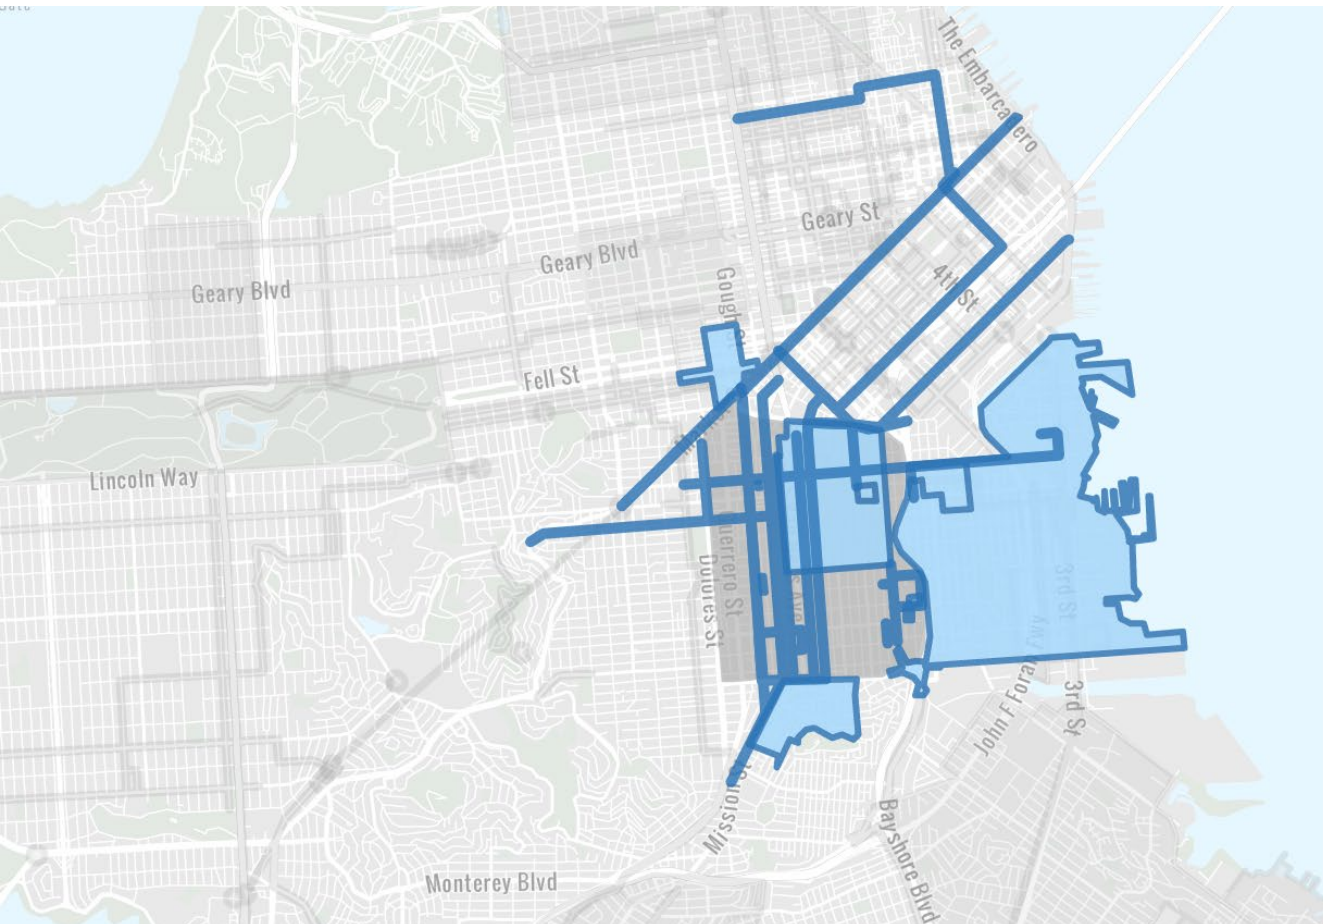 Gate
The Embarcadero
Geary St
Geary Blvd
4th St
Gough St
Geary Blvd
Fell St
Lincoln Way
Guerrero St
Dolores St
3rd St
John F Foran Fwy
3rd St
Mission St
Bayshore Blvd
Monterey Blvd